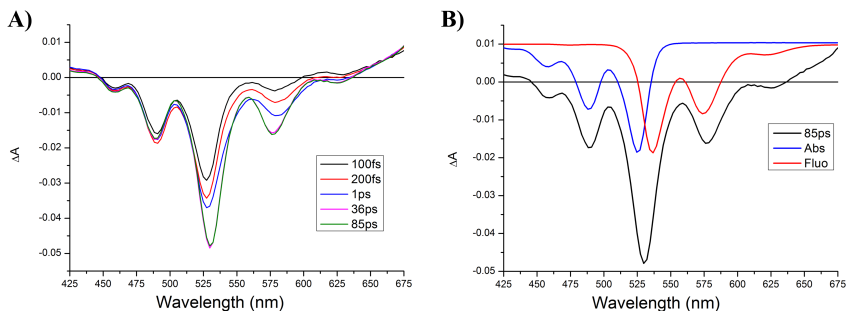 A)
0.01
0.00
-0.01
-0.02
-0.03
-0.04
-0.05
ΔA
425 450 475 500 525 550 575 600 625 650 675
Wavelength (nm)
100fs
200fs
1ps
36ps
85ps
B)
0.01
0.00
-0.01
-0.02
-0.03
-0.04
-0.05
ΔA
425 450 475 500 525 550 575 600 625 650 675
Wavelength (nm)
85ps
Abs
Fluo